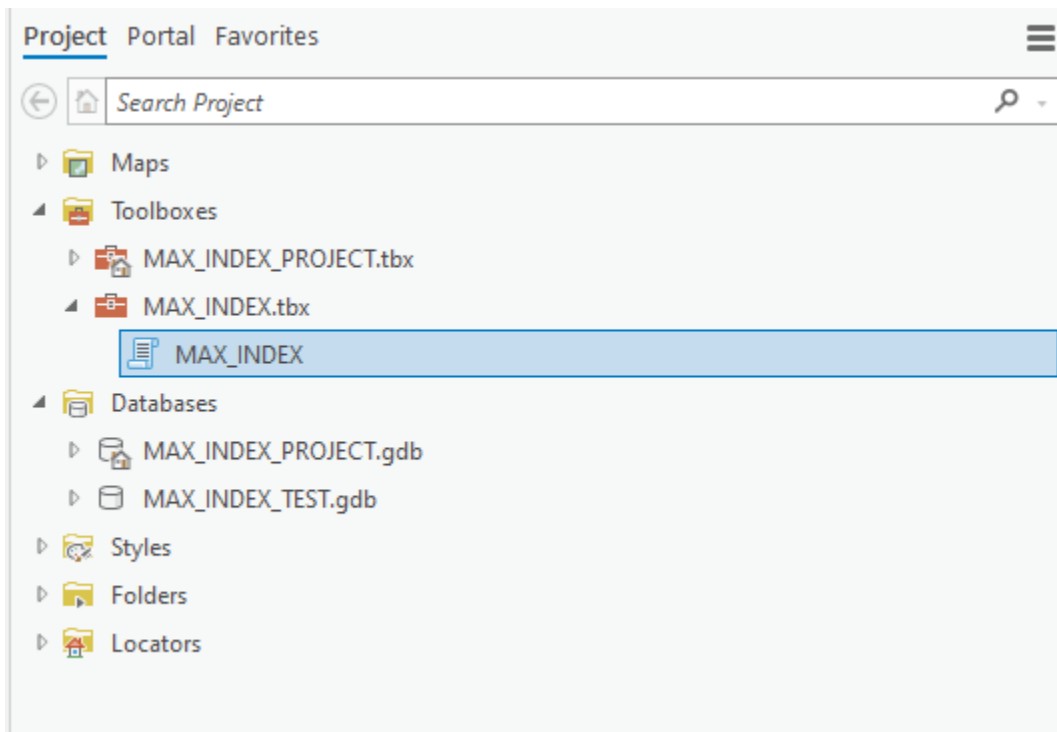 Project Portal Favorites
Search Project
Maps
Toolboxes
MAX_INDEX_PROJECT.tbx
MAX_INDEX.tbx
MAX_INDEX
Databases
MAX_INDEX_PROJECT.gdb
MAX_INDEX_TEST.gdb
Styles
Folders
Locators